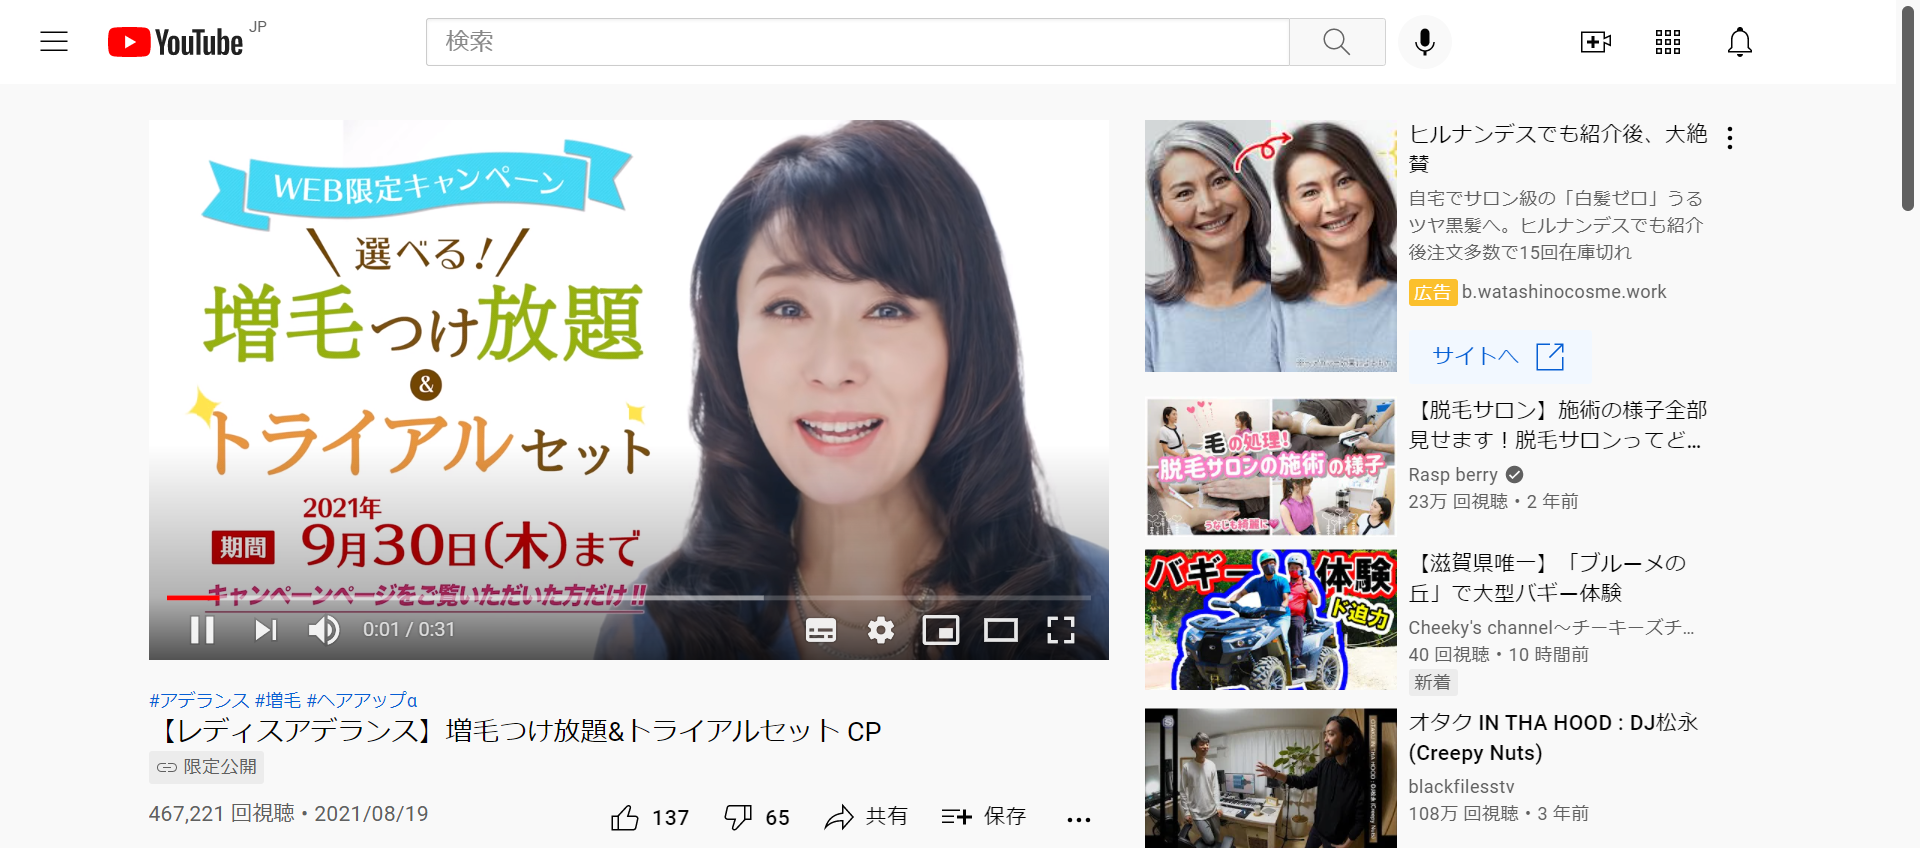 YouTube JP
検索
WEB限定キャンペーン
選べる!
増毛つけ放題
&
トライアルセット
2021年
期間 9月30日(木)まで
キャンペーンページをご覧いただいた方だけ!!
0:01 / 0:31
#アデランス #増毛 #ヘアアップα
【レディスアデランス】増毛つけ放題&トライアルセット CP
限定公開
467,221 回視聴・2021/08/19
137
65
共有
保存
ヒルナンデスでも紹介後、大絶
賛
自宅でサロン級の「白髪ゼロ」うる
ツヤ黒髪へ。ヒルナンデスでも紹介
後注文多数で15回在庫切れ
広告 b.watashinocosme.work
サイトへ
毛の処理!
脱毛サロンの施術の様子
うなじも綺麗に
【脱毛サロン】施術の様子全部
見せます！脱毛サロンってど...
Rasp berry
23万 回視聴・2 年前
バギー体験
ド迫力
【滋賀県唯一】「ブルーメの
丘」で大型バギー体験
Cheeky's channel〜チーキーズチ...
40 回視聴・10 時間前
新着
オタク IN THA HOOD : DJ松永
(Creepy Nuts)
blackfilesstv
108万 回視聴・3 年前